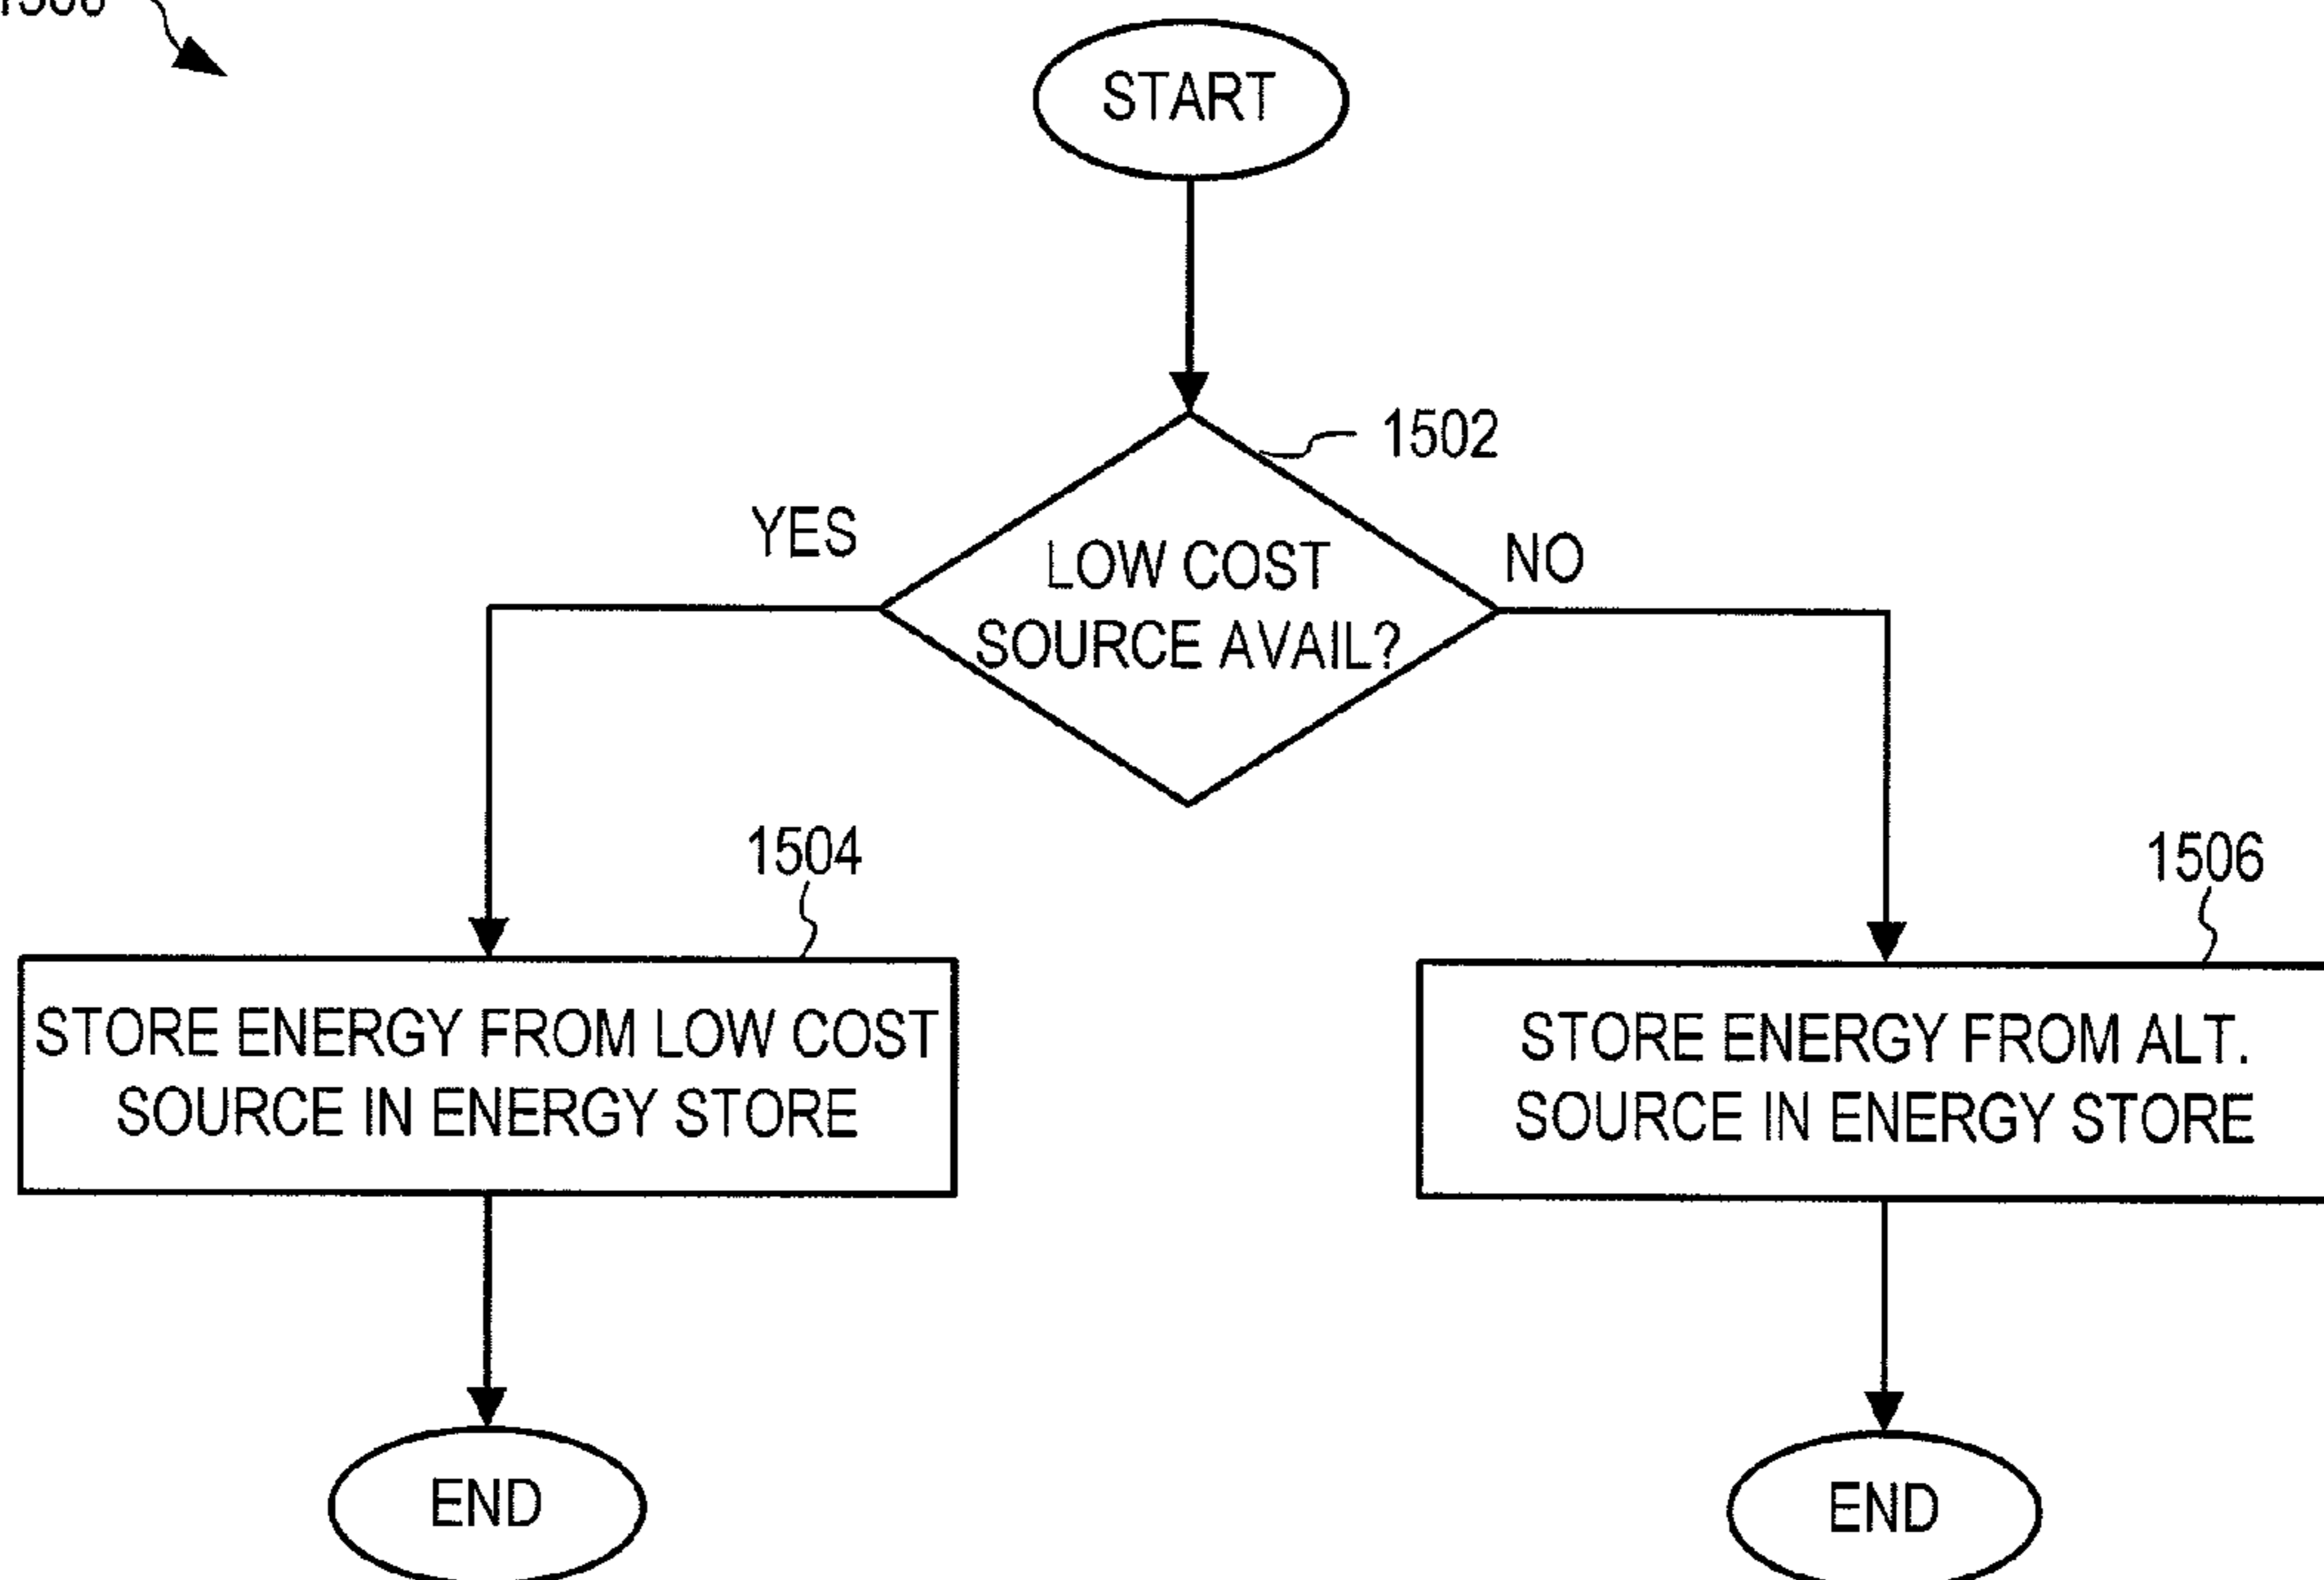 START
1502
YES
NO
LOW COST
SOURCE AVAIL?
1504
1506
STORE ENERGY FROM LOW COST
SOURCE IN ENERGY STORE
STORE ENERGY FROM ALT.
SOURCE IN ENERGY STORE
END
END